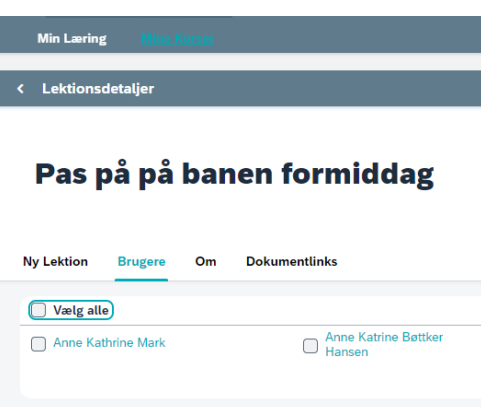 Min Læring Mine Kurser
Lektionsdetaljer
Pas på på banen formiddag
Ny Lektion Brugere Om Dokumentlinks
Vælg alle
Anne Kathrine Mark Anne Katrine Bøttker
Hansen